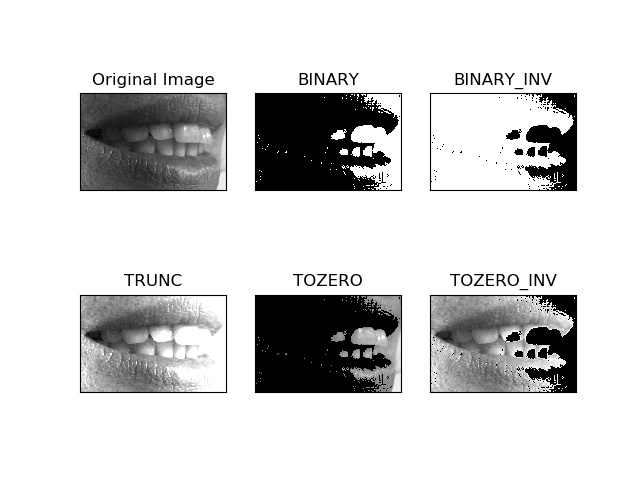 Original Image
BINARY
BINARY_INV
TRUNC
TOZERO
TOZERO_INV